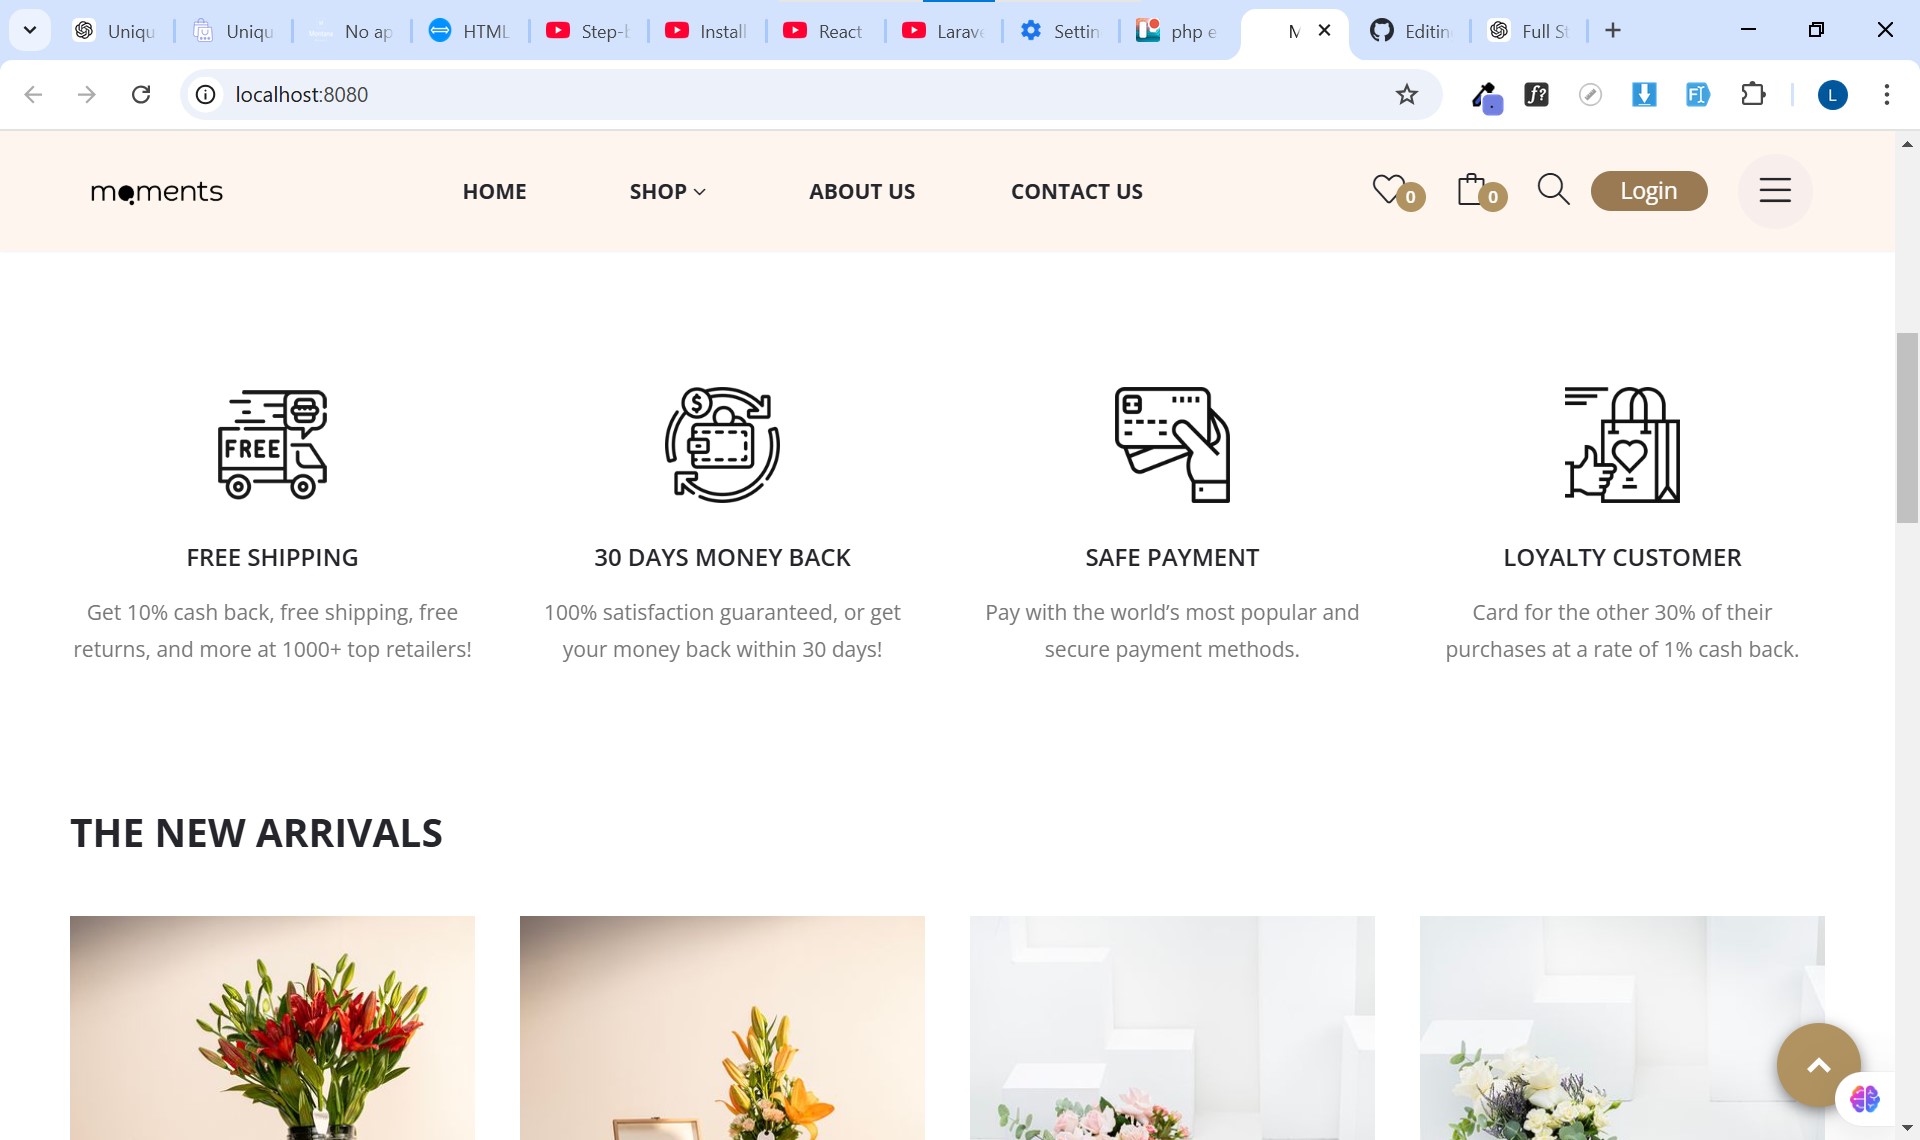 Uniqu
Uniqu
No ap
HTML
Step-b
Install
React
Larave
Settin
php e
M
Editin
Full St
localhost:8080
moments
HOME
SHOP
ABOUT US
CONTACT US
0
0
Login
L
FREE
$
FREE SHIPPING
Get 10% cash back, free shipping, free
returns, and more at 1000+ top retailers!
30 DAYS MONEY BACK
100% satisfaction guaranteed, or get
your money back within 30 days!
SAFE PAYMENT
Pay with the world’s most popular and
secure payment methods.
LOYALTY CUSTOMER
Card for the other 30% of their
purchases at a rate of 1% cash back.
THE NEW ARRIVALS